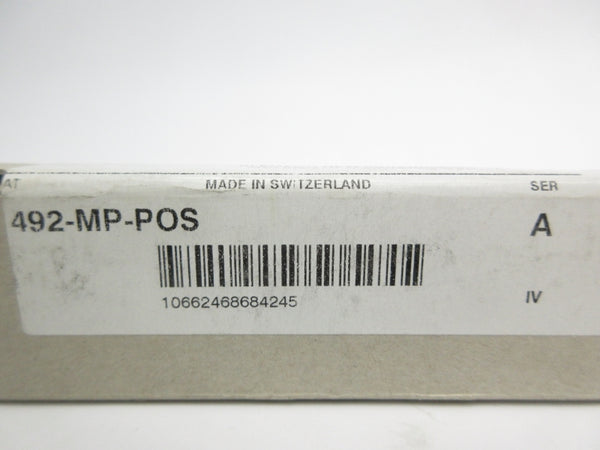 AT MADE IN SWITZERLAND SER
492-MP-POS A
10662468684245 IV